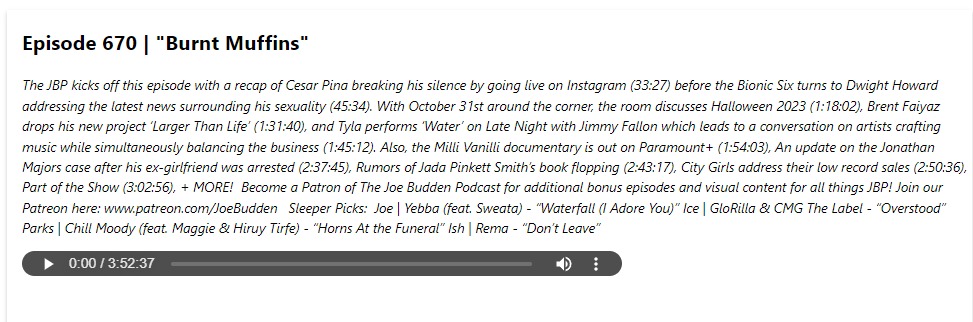 Episode 670 | "Burnt Muffins"
The JBP kicks off this episode with a recap of Cesar Pina breaking his silence by going live on Instagram (33:27) before the Bionic Six turns to Dwight Howard
addressing the latest news surrounding his sexuality (45:34). With October 31st around the corner, the room discusses Halloween 2023 (1:18:02), Brent Faiyaz
drops his new project ‘Larger Than Life’ (1:31:40), and Tyla performs ‘Water’ on Late Night with Jimmy Fallon which leads to a conversation on artists crafting
music while simultaneously balancing the business (1:45:12). Also, the Milli Vanilli documentary is out on Paramount+ (1:54:03), An update on the Jonathan
Majors case after his ex-girlfriend was arrested (2:37:45), Rumors of Jada Pinkett Smith’s book flopping (2:43:17), City Girls address their low record sales (2:50:36),
Part of the Show (3:02:56), + MORE!  Become a Patron of The Joe Budden Podcast for additional bonus episodes and visual content for all things JBP! Join our
Patreon here: www.patreon.com/JoeBudden   Sleeper Picks:  Joe | Yebba (feat. Sweata) - “Waterfall (I Adore You)” Ice | GloRilla & CMG The Label - “Overstood”
Parks | Chill Moody (feat. Maggie & Hiruy Tirfe) - “Horns At the Funeral” Ish | Rema - “Don’t Leave”
0:00 / 3:52:37